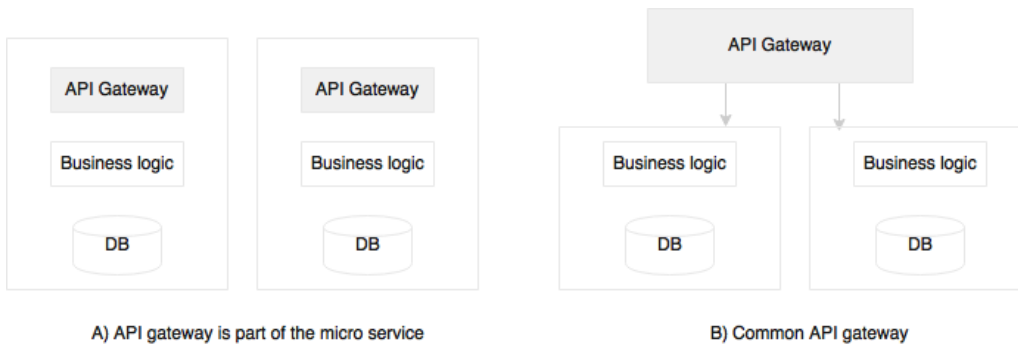 API Gateway
Business logic
DB
API Gateway
Business logic
DB
A) API gateway is part of the micro service
API Gateway
Business logic
DB
Business logic
DB
B) Common API gateway